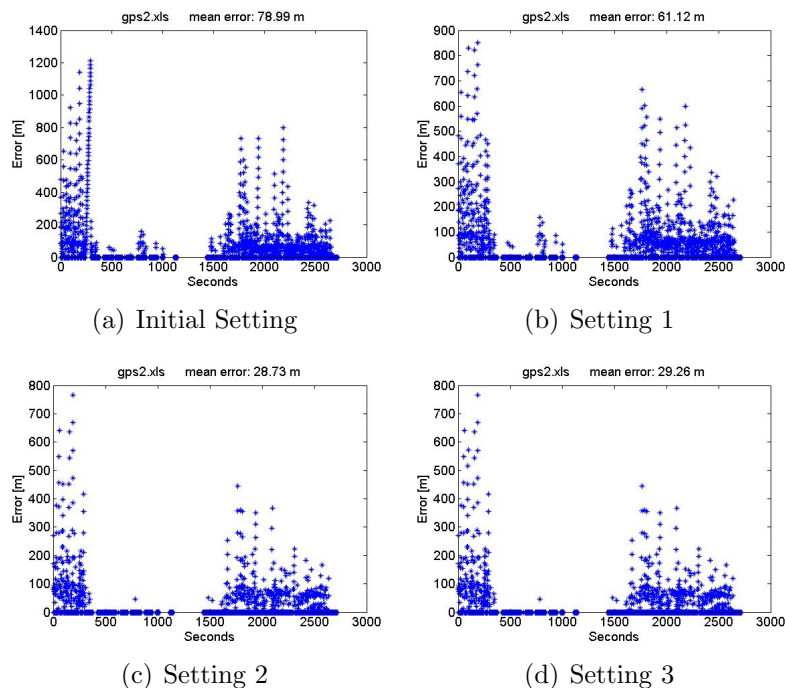 gps2.xls mean error: 78.99 m
1400
1200
1000
800
600
400
200
0
Error [m]
0 500 1000 1500 2000 2500 3000
Seconds
(a) Initial Setting
gps2.xls mean error: 61.12 m
900
800
700
600
500
400
300
200
100
0
Error [m]
0 500 1000 1500 2000 2500 3000
Seconds
(b) Setting 1
gps2.xls mean error: 28.73 m
800
700
600
500
400
300
200
100
0
Error [m]
0 500 1000 1500 2000 2500 3000
Seconds
(c) Setting 2
gps2.xls mean error: 29.26 m
800
700
600
500
400
300
200
100
0
Error [m]
0 500 1000 1500 2000 2500 3000
Seconds
(d) Setting 3